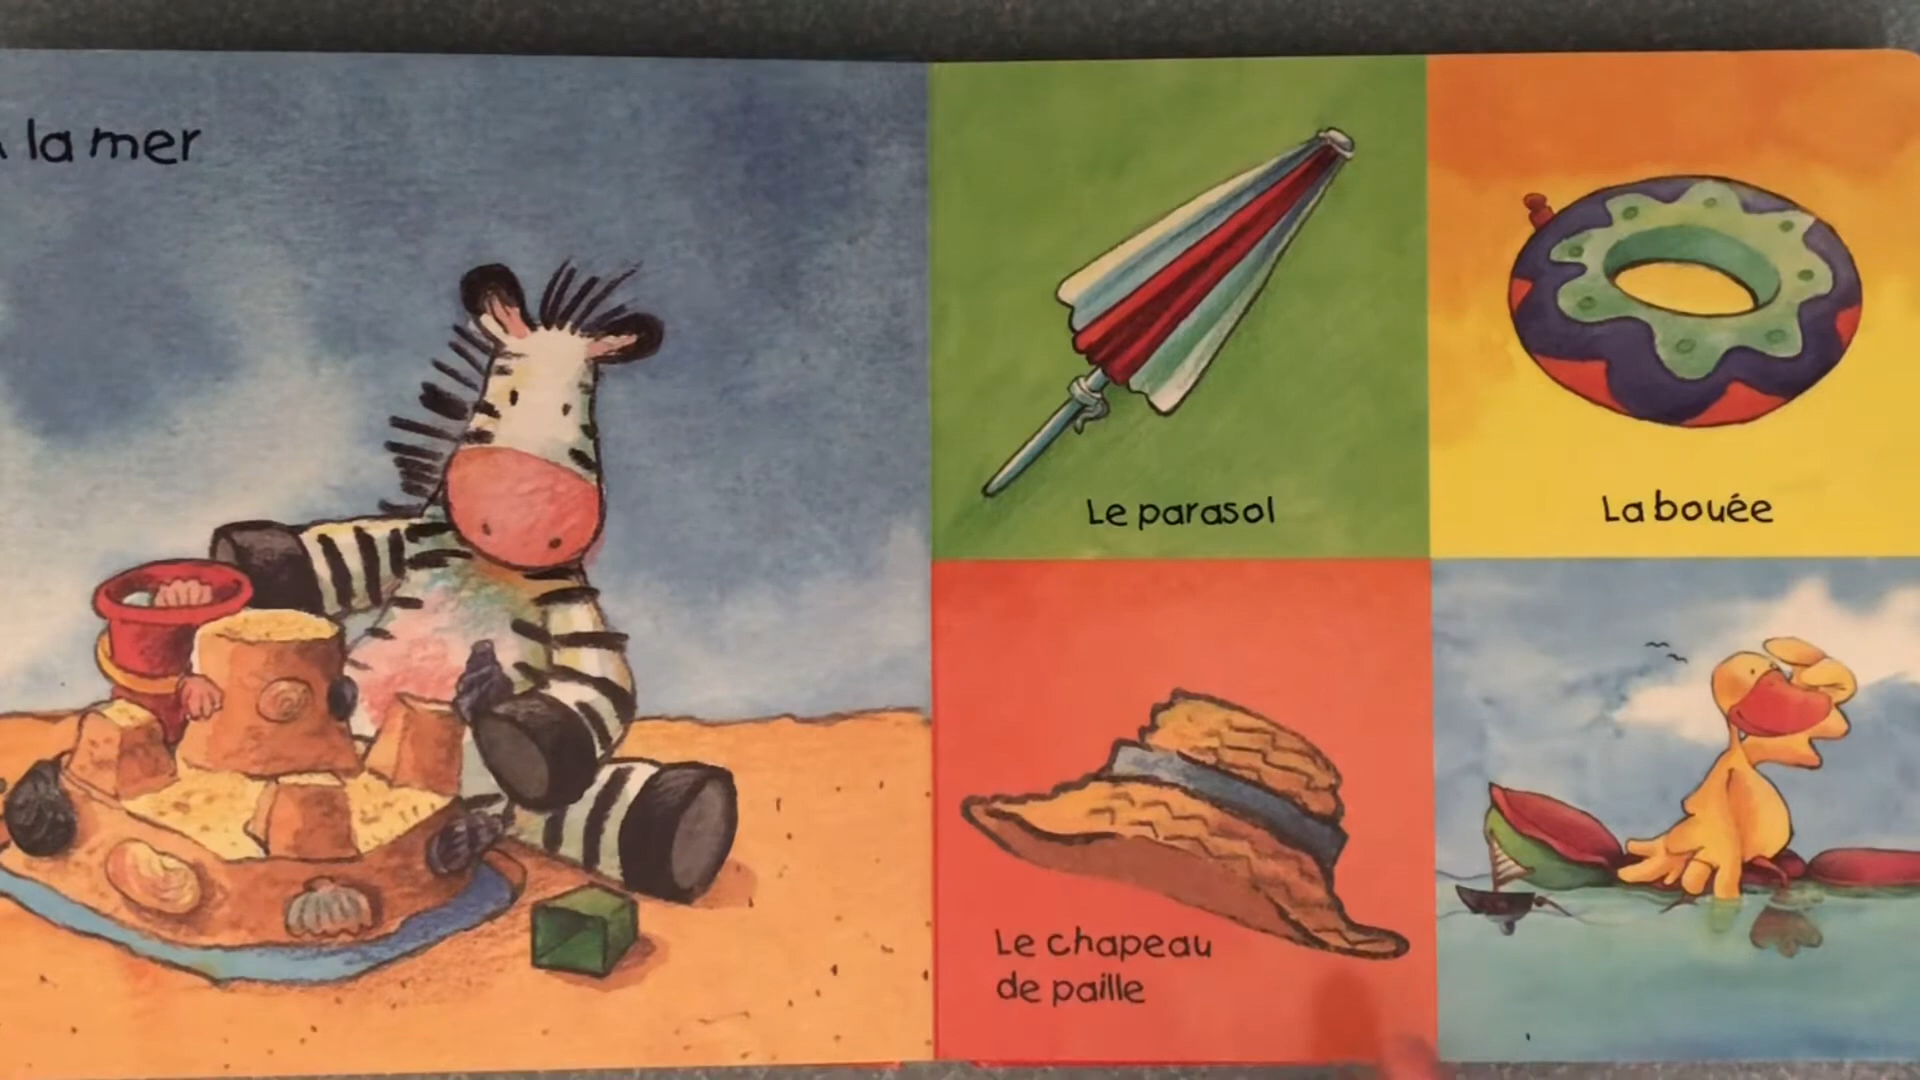 la mer
Le parasol
La bouée
Le chapeau
de paille